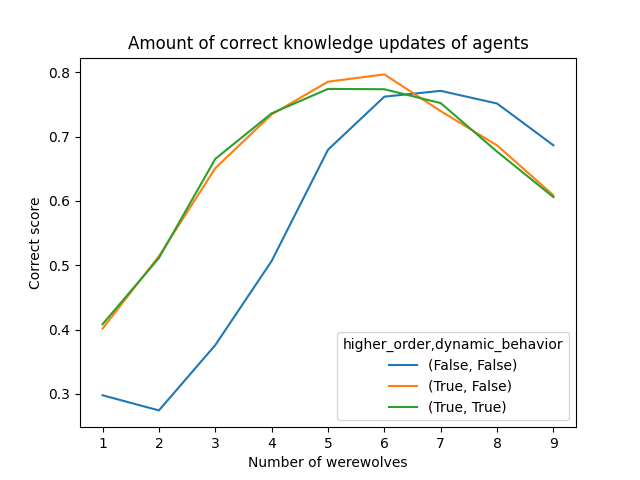 Amount of correct knowledge updates of agents
0.8
0.7
0.6
0.5
0.4
0.3
Correct score
higher_order,dynamic_behavior
(False, False)
(True, False)
(True, True)
1 2 3 4 5 6 7 8 9
Number of werewolves